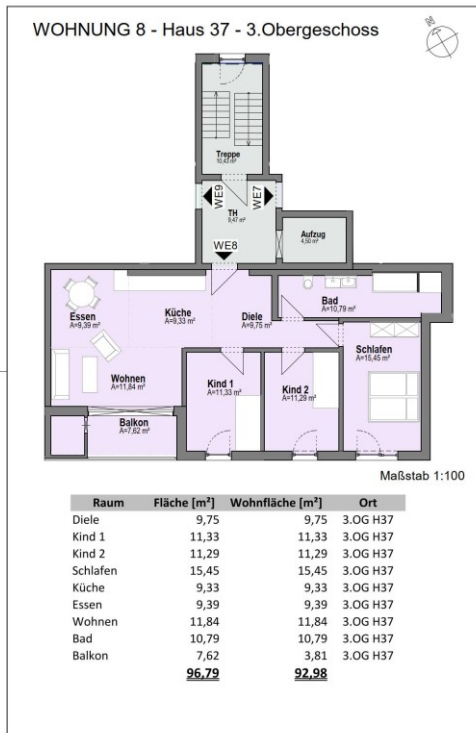 WOHNUNG 8 - Haus 37 - 3.Obergeschoss
N
Treppe
10,43 m²
WE9
WE7
TH
9,47 m²
WE8
Aufzug
4,50 m²
Essen
A=9,39 m²
Küche
A=9,33 m²
Diele
A=9,75 m²
Bad
A=10,79 m²
Schlafen
A=15,45 m²
Wohnen
A=11,84 m²
Kind 1
A=11,33 m²
Kind 2
A=11,29 m²
Balkon
A=7,62 m²
Maßstab 1:100
Raum Fläche [m²] Wohnfläche [m²] Ort
Diele 9,75 9,75 3.OG H37
Kind 1 11,33 11,33 3.OG H37
Kind 2 11,29 11,29 3.OG H37
Schlafen 15,45 15,45 3.OG H37
Küche 9,33 9,33 3.OG H37
Essen 9,39 9,39 3.OG H37
Wohnen 11,84 11,84 3.OG H37
Bad 10,79 10,79 3.OG H37
Balkon 7,62 3,81 3.OG H37
96,79 92,98